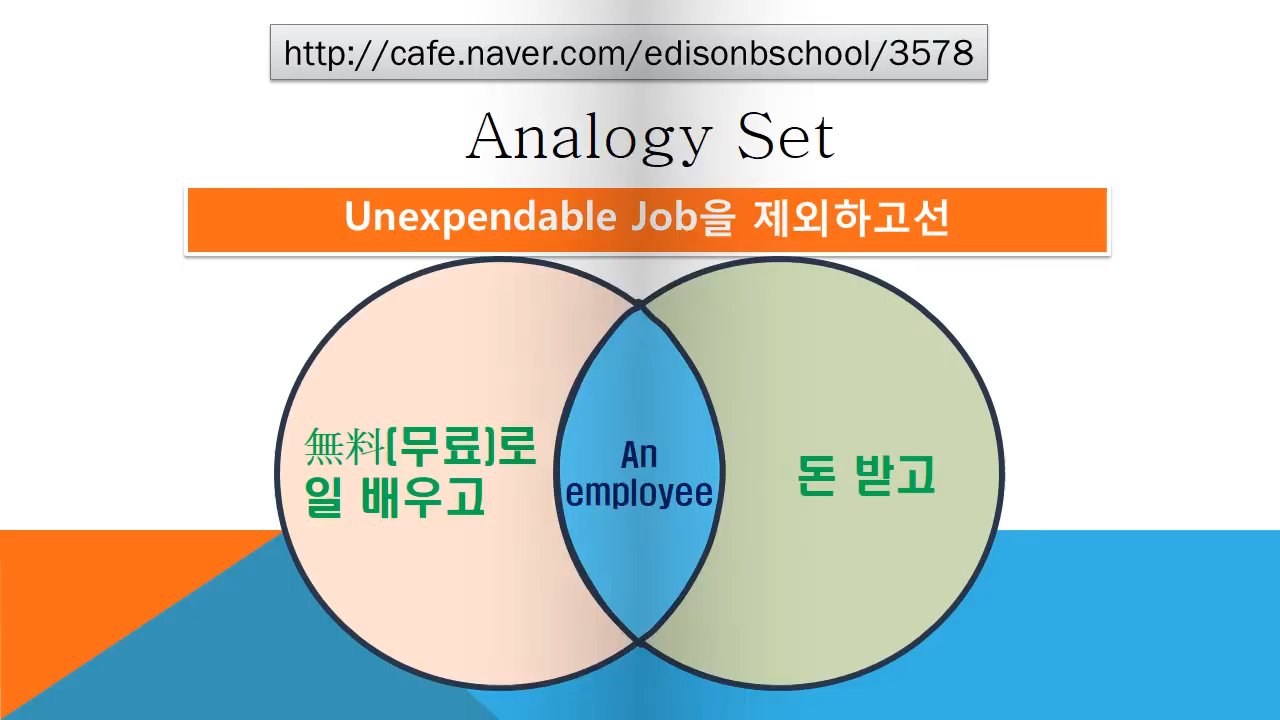 http://cafe.naver.com/edisonbschool/3578
Analogy Set
Unexpendable Job을 제외하고선
無料(무료)로
일 배우고
An
employee
돈 받고